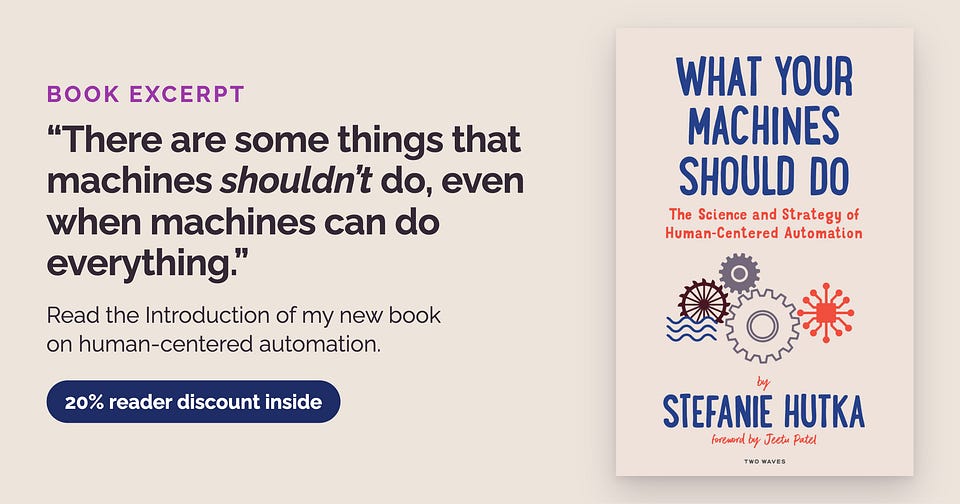 BOOK EXCERPT
“There are some things that
machines shouldn’t do, even
when machines can do
everything.”
Read the Introduction of my new book
on human-centered automation.
20% reader discount inside
WHAT YOUR
MACHINES
SHOULD DO
The Science and Strategy of
Human-Centered Automation
by
STEFANIE HUTKA
foreword by Jeetu Patel
TWO WAVES